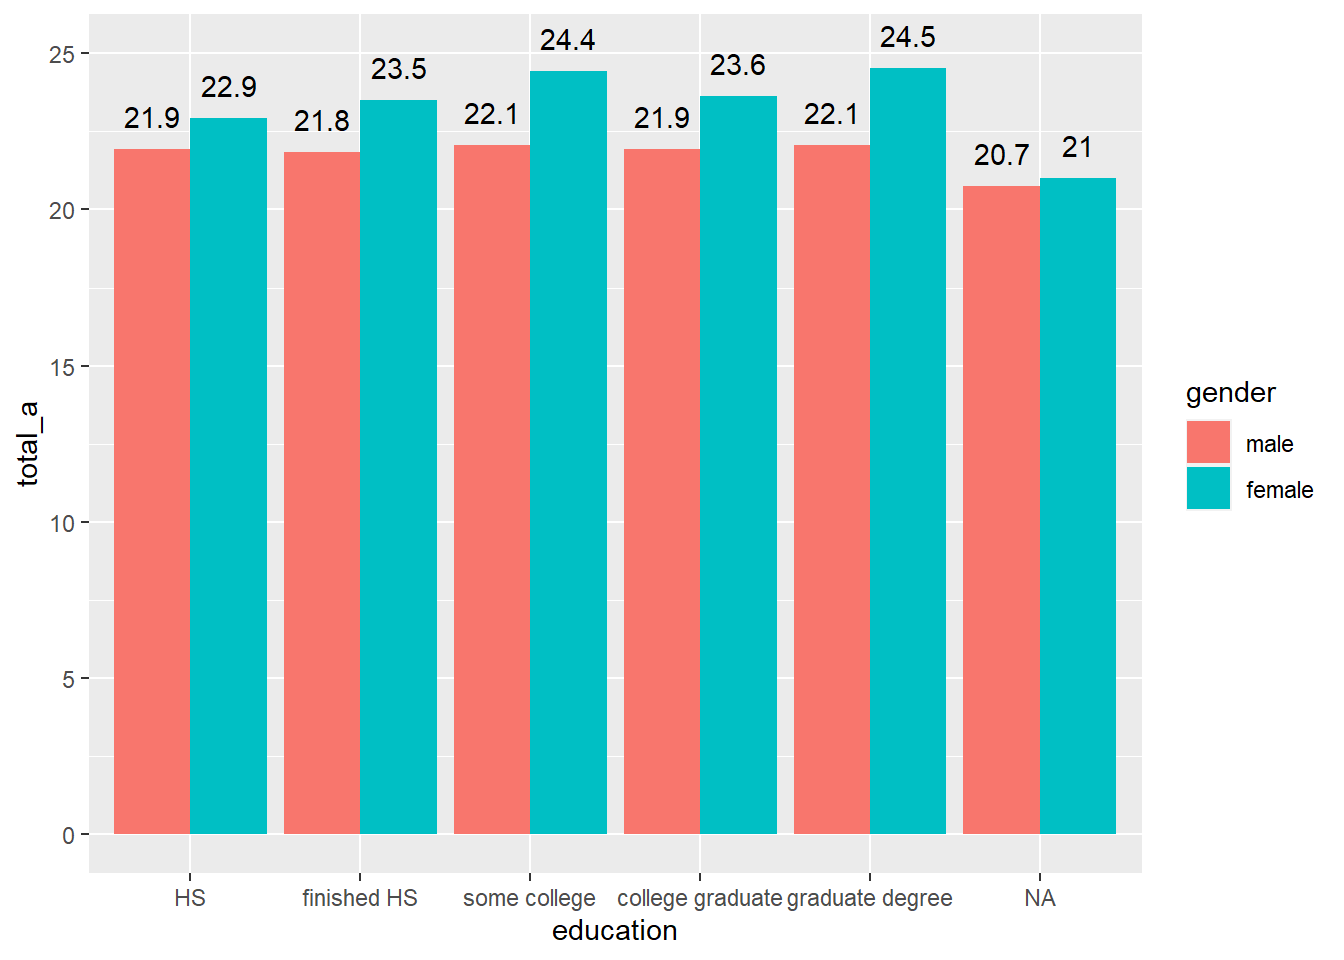 25
20
15
10
5
0
total_a
21.9
22.9
21.8
23.5
22.1
24.4
21.9
23.6
22.1
24.5
20.7
21
HS
finished HS
some college
college graduate
graduate degree
NA
education
gender
male
female